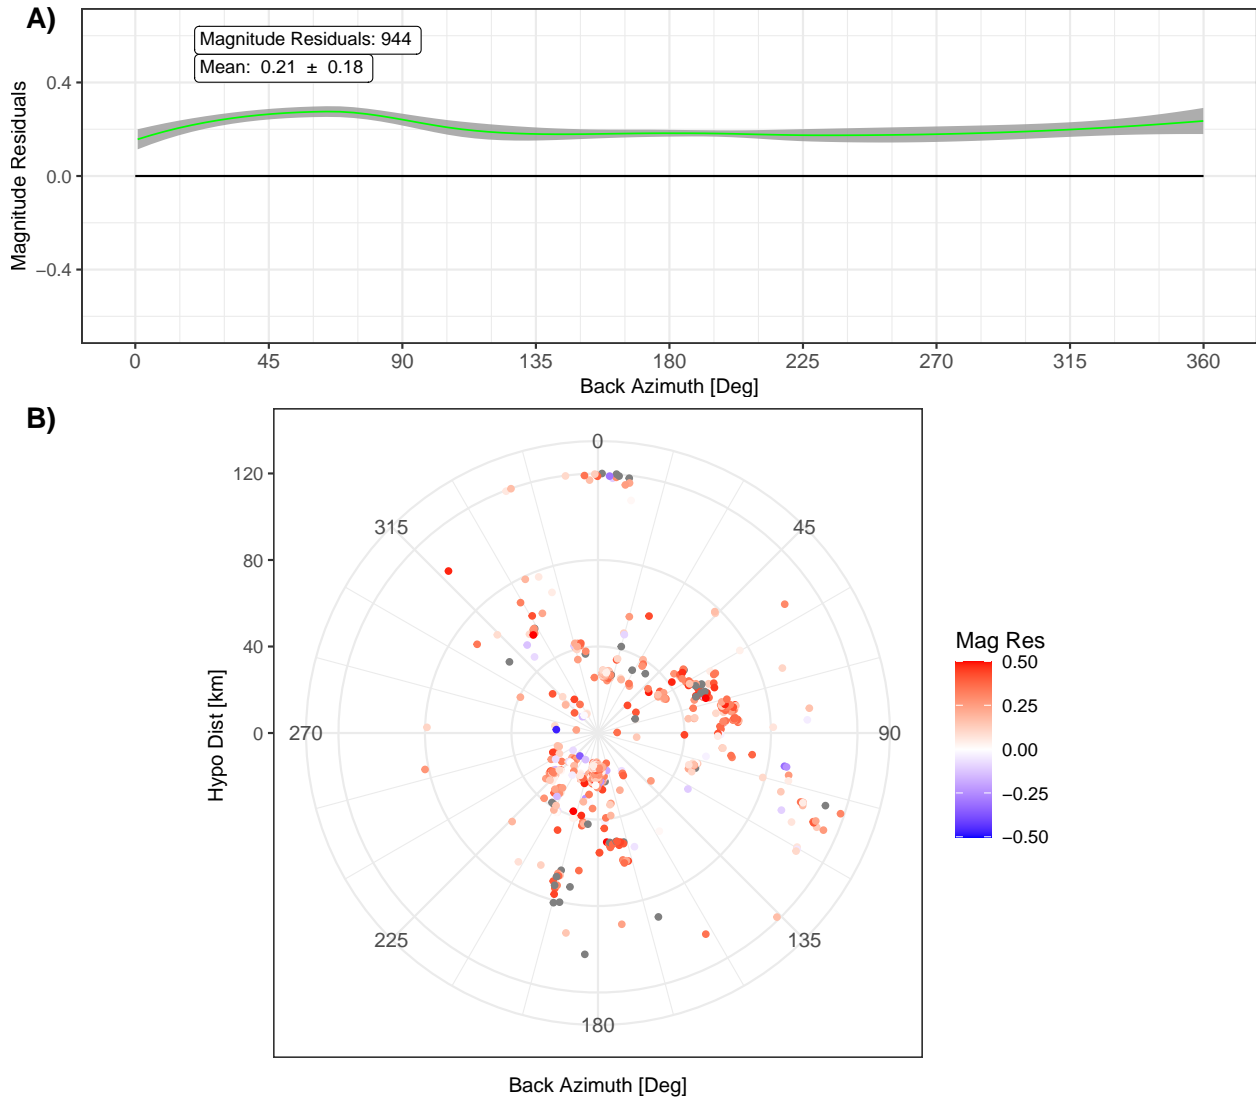 A)
Magnitude Residuals: 944
Mean: 0.21 ± 0.18
Magnitude Residuals
0.4
0.0
−0.4
0 45 90 135 180 225 270 315 360
Back Azimuth [Deg]
B)
Hypo Dist [km]
120
80
40
0
0
45
90
135
180
225
270
315
Back Azimuth [Deg]
Mag Res
0.50
0.25
0.00
−0.25
−0.50